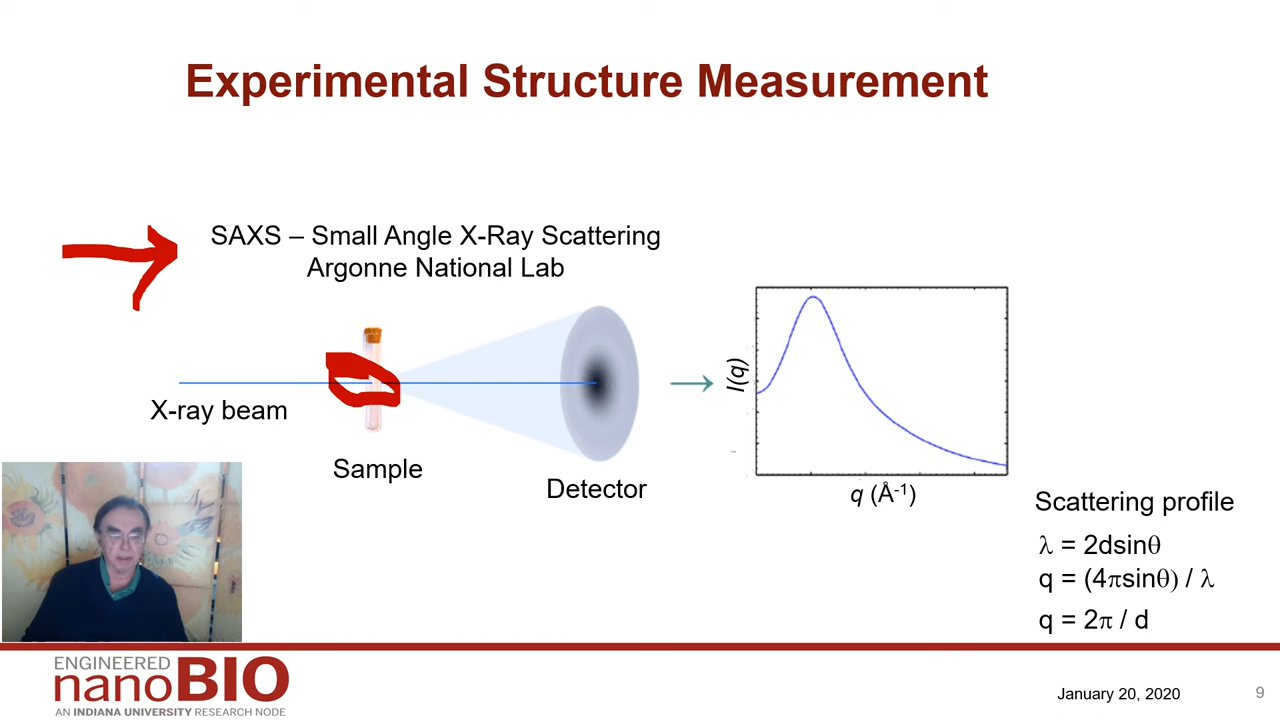 Experimental Structure Measurement
SAXS – Small Angle X-Ray Scattering
Argonne National Lab
X-ray beam
Sample
Detector
I(q)
q (Å-1)
Scattering profile
λ = 2dsinθ
q = (4πsinθ) / λ
q = 2π / d
ENGINEERED
nanoBIO
AN INDIANA UNIVERSITY RESEARCH NODE
January 20, 2020
9